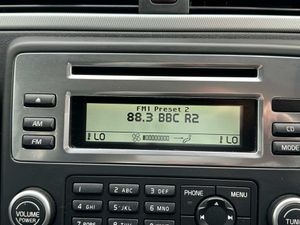 FM1 Preset 2
88.3 BBC R2
LO LO
AM
FM
CD
MODE
PHONE MENU
1 2 ABC 3 DEF
4 GHI 5 JKL 6 MNO
VOLUME
POWER